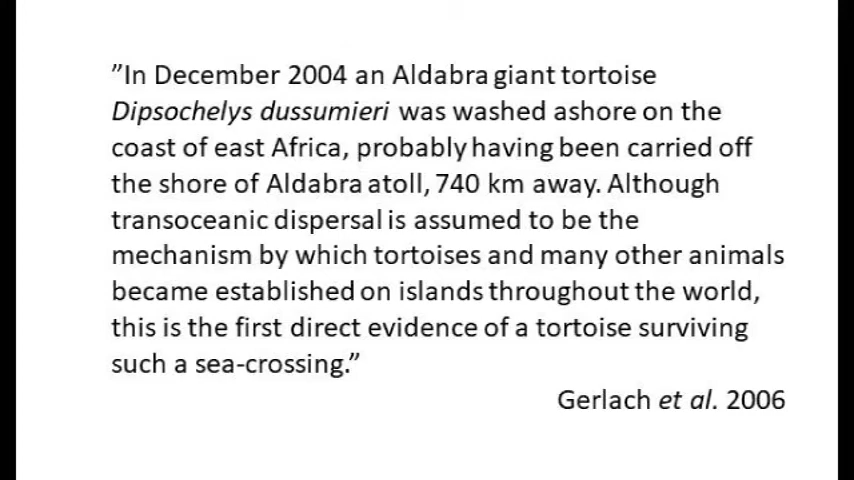 ”In December 2004 an Aldabra giant tortoise
Dipsochelys dussumieri was washed ashore on the
coast of east Africa, probably having been carried off
the shore of Aldabra atoll, 740 km away. Although
transoceanic dispersal is assumed to be the
mechanism by which tortoises and many other animals
became established on islands throughout the world,
this is the first direct evidence of a tortoise surviving
such a sea-crossing.”
Gerlach et al. 2006